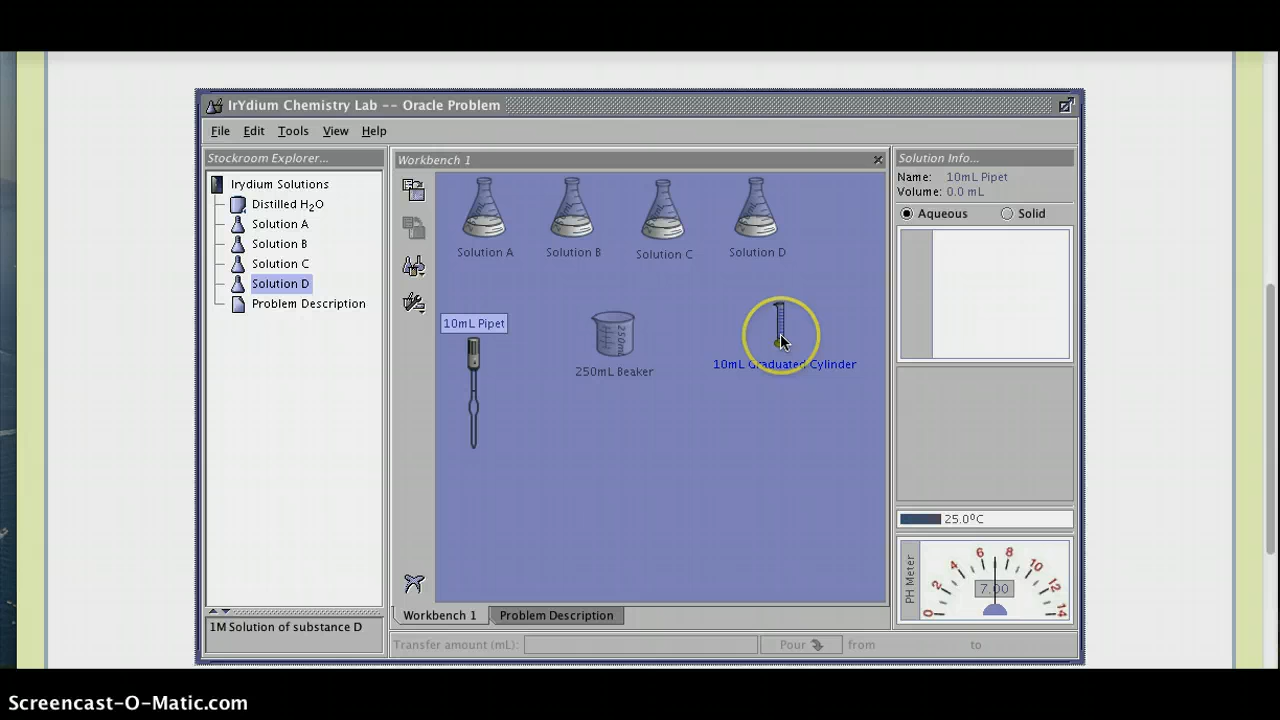 IrYdium Chemistry Lab -- Oracle Problem
File Edit Tools View Help
Stockroom Explorer...
Irydium Solutions
Distilled H₂O
Solution A
Solution B
Solution C
Solution D
Problem Description
1M Solution of substance D
Workbench 1
Solution A Solution B Solution C Solution D
10mL Pipet
250mL
250mL Beaker
10mL Graduated Cylinder
Workbench 1 Problem Description
Transfer amount (mL): Pour from to
Solution Info...
Name: 10mL Pipet
Volume: 0.0 mL
Aqueous Solid
25.0ºC
PH Meter
0 2 4 6 8 10 12 14
7.00
Screencast-O-Matic.com